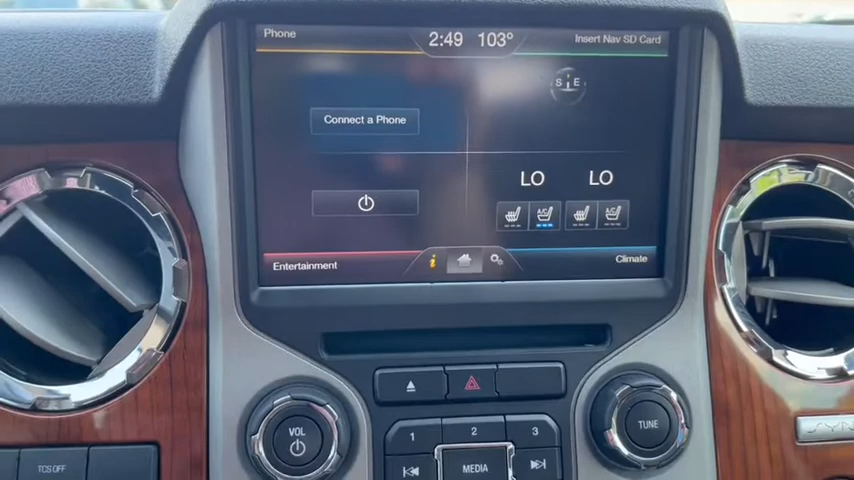 Phone
2:49 103°
Insert Nav SD Card
S E
Connect a Phone
LO LO
A/C A/C
i
Entertainment
Climate
VOL
TUNE
1 2 3
MEDIA
TCS OFF
SYNC